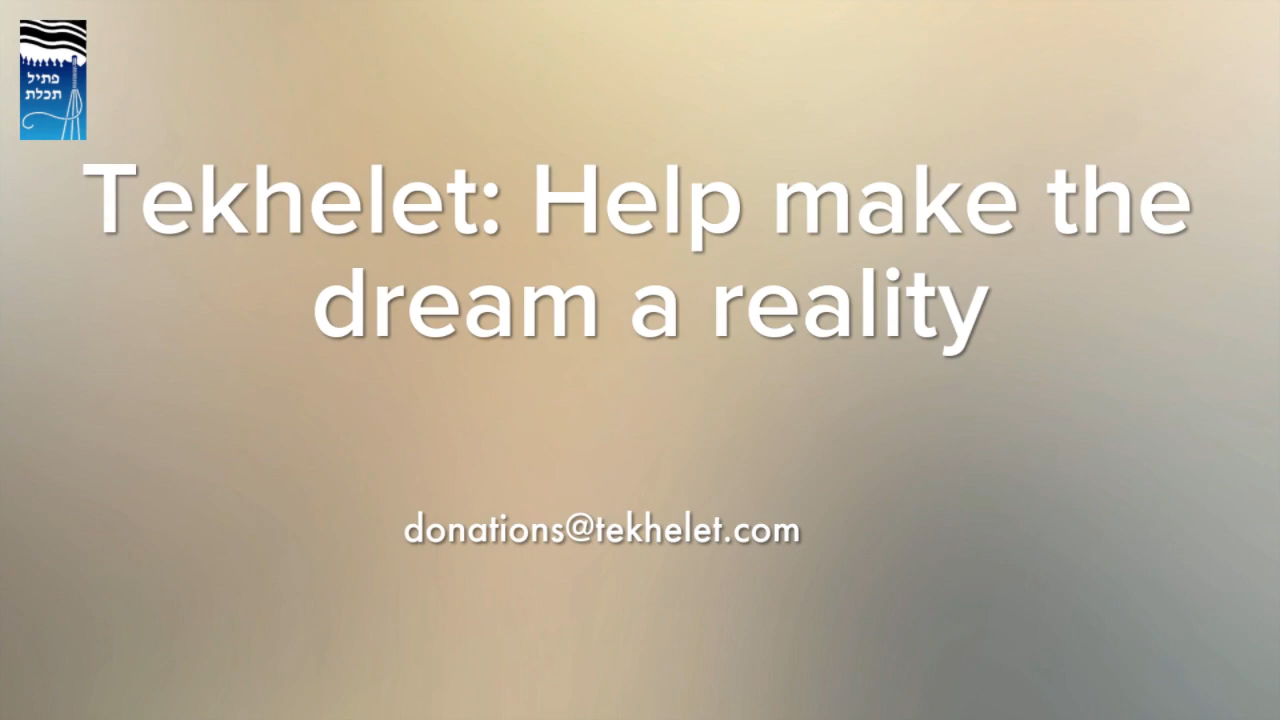 פתיל
תכלת
Tekhelet: Help make the
dream a reality
donations@tekhelet.com